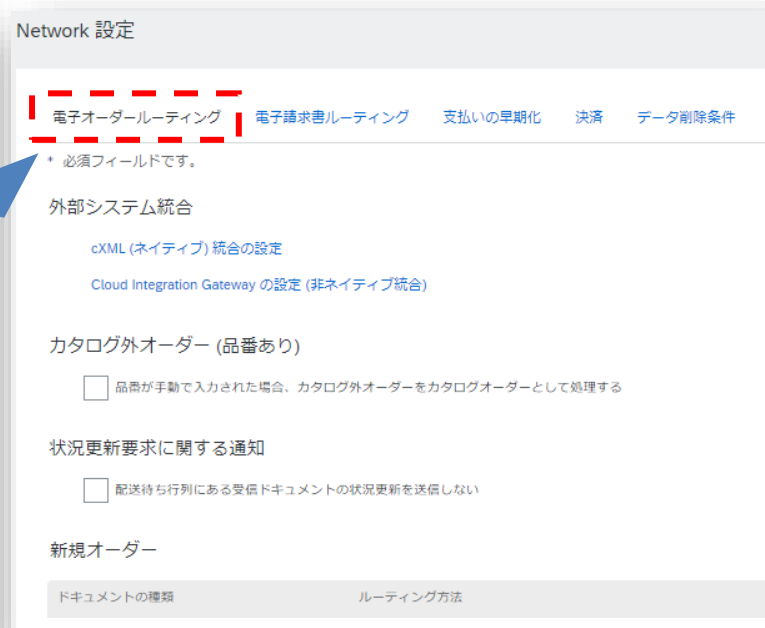 Network 設定
電子オーダールーティング 電子請求書ルーティング 支払いの早期化 決済 データ削除条件
* 必須フィールドです。
外部システム統合
cXML (ネイティブ) 統合の設定
Cloud Integration Gateway の設定 (非ネイティブ統合)
カタログ外オーダー (品番あり)
品番が手動で入力された場合、カタログ外オーダーをカタログオーダーとして処理する
状況更新要求に関する通知
配送待ち行列にある受信ドキュメントの状況更新を送信しない
新規オーダー
ドキュメントの種類 ルーティング方法